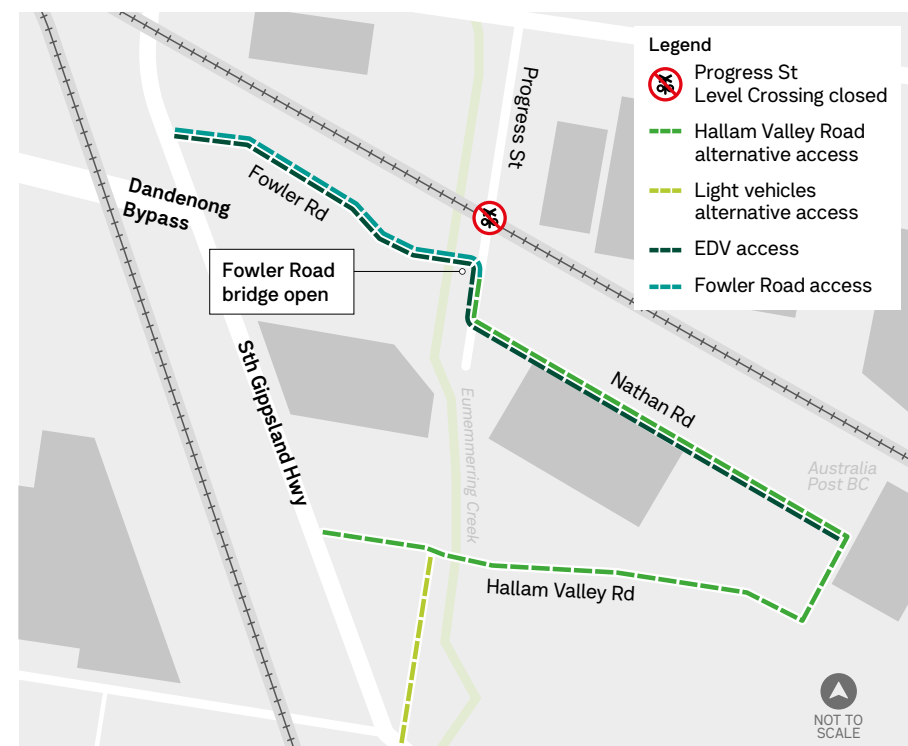 Legend
Progress St
Level Crossing closed
Hallam Valley Road
alternative access
Light vehicles
alternative access
EDV access
Fowler Road access
Progress St
Fowler Rd
Dandenong
Bypass
Fowler Road
bridge open
Sth Gippsland Hwy
Nathan Rd
Eumemmerring Creek
Australia
Post BC
Hallam Valley Rd
NOT TO
SCALE